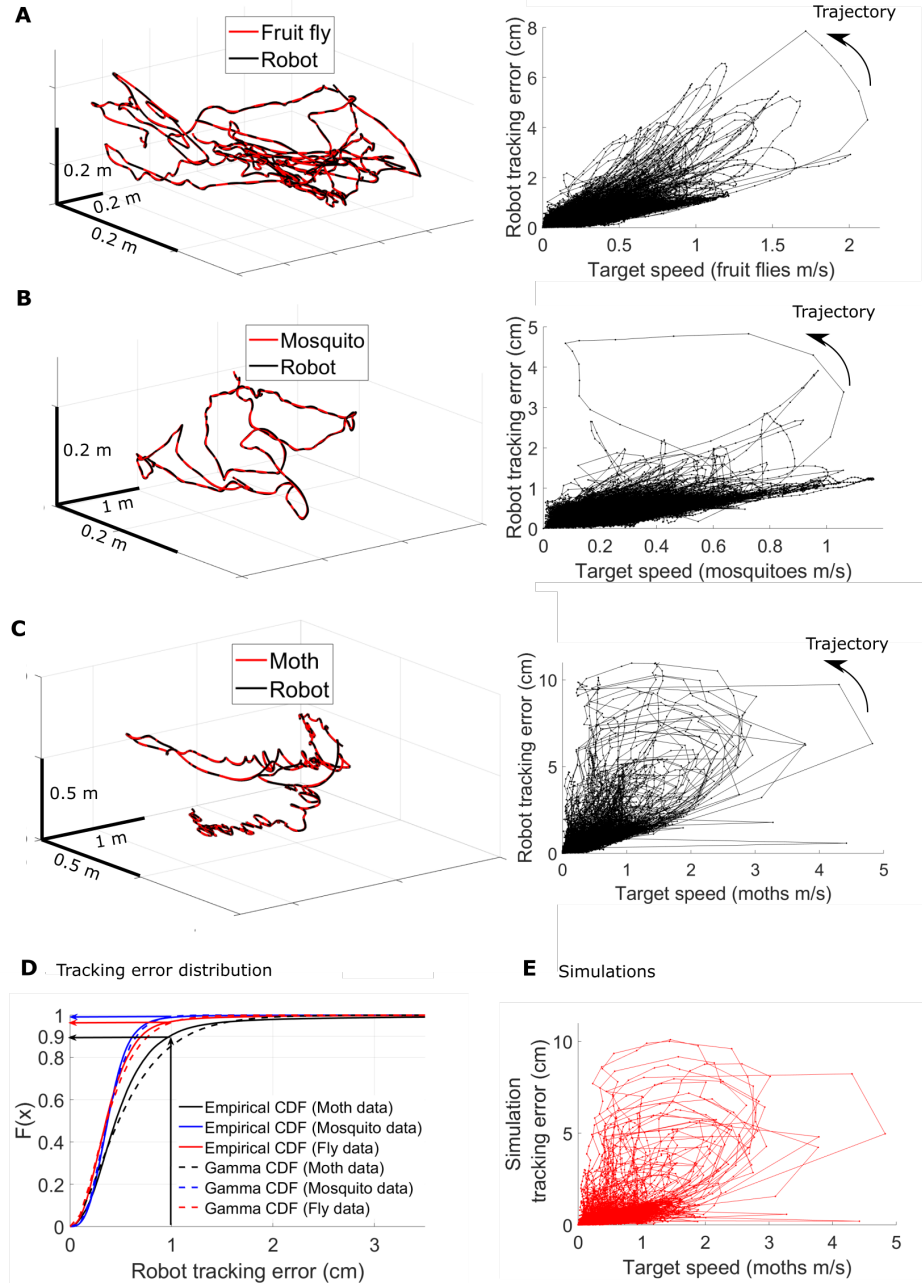 A
Fruit fly
Robot
0.2 m
0.2 m
0.2 m
Trajectory
Robot tracking error (cm)
8
6
4
2
0
0
0.5
1
1.5
2
Target speed (fruit flies m/s)
B
Mosquito
Robot
0.2 m
1 m
0.2 m
Trajectory
Robot tracking error (cm)
5
4
3
2
1
0
0
0.2
0.4
0.6
0.8
1
Target speed (mosquitoes m/s)
C
Moth
Robot
0.5 m
1 m
0.5 m
Trajectory
Robot tracking error (cm)
10
5
0
0
1
2
3
4
5
Target speed (moths m/s)
D Tracking error distribution
F(x)
1
0.9
0.8
0.6
0.4
0.2
0
0
1
2
3
Robot tracking error (cm)
Empirical CDF (Moth data)
Empirical CDF (Mosquito data)
Empirical CDF (Fly data)
Gamma CDF (Moth data)
Gamma CDF (Mosquito data)
Gamma CDF (Fly data)
E Simulations
Simulation
tracking error (cm)
10
5
0
0
1
2
3
4
5
Target speed (moths m/s)